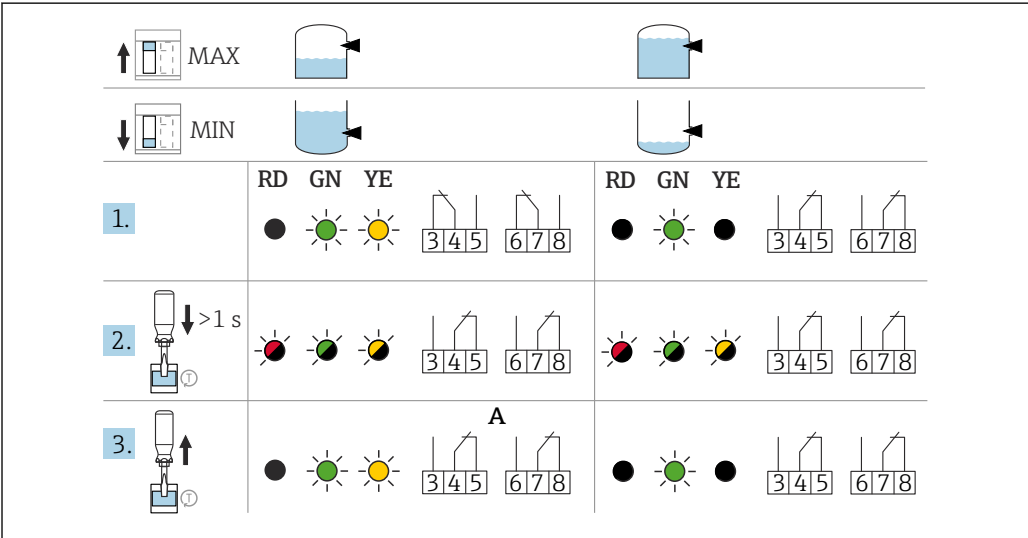 MAX
MIN
RD GN YE RD GN YE
1. 3 4 5 6 7 8 3 4 5 6 7 8
2. >1 s T 3 4 5 6 7 8 3 4 5 6 7 8
A
3. T 3 4 5 6 7 8 3 4 5 6 7 8